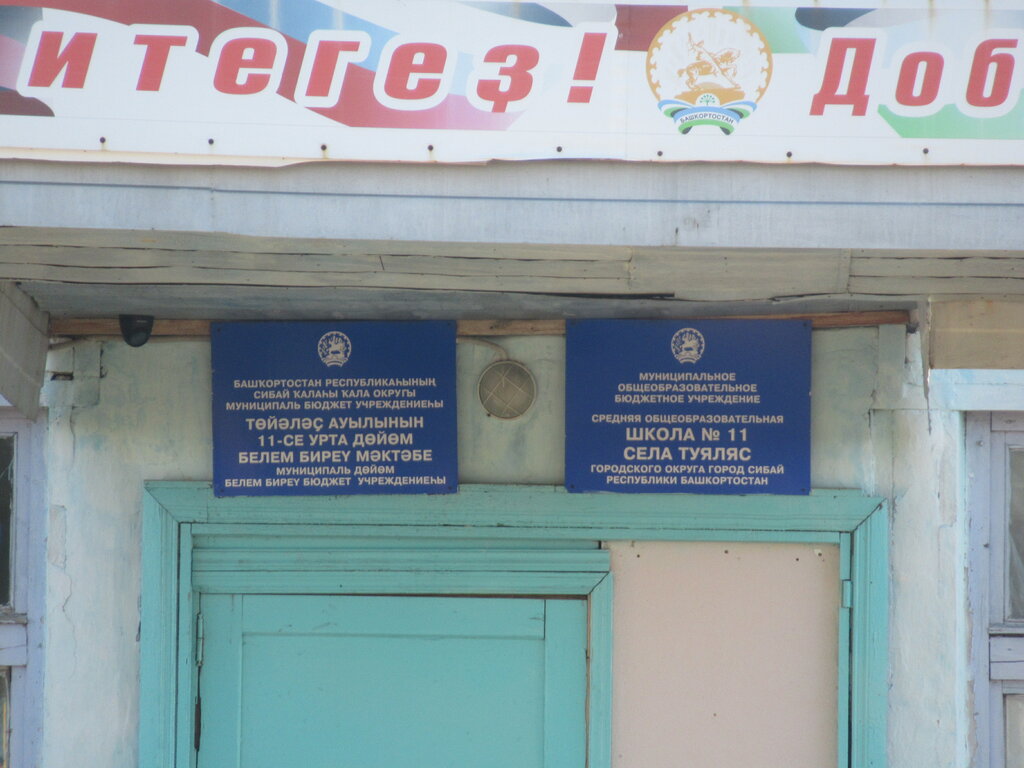 итегеҙ!
БАШКОРТОСТАН
Доб
БАШҠОРТОСТАН РЕСПУБЛИКАҺЫНЫҢ
СИБАЙ ҠАЛАҺЫ ҠАЛА ОКРУГЫ
МУНИЦИПАЛЬ БЮДЖЕТ УЧРЕЖДЕНИЕҺЫ
ТӨЙӘЛӘҪ АУЫЛЫНЫН
11-СЕ УРТА ДӨЙӨМ
БЕЛЕМ БИРЕҮ МӘКТӘБЕ
МУНИЦИПАЛЬ ДӨЙӨМ
БЕЛЕМ БИРЕҮ БЮДЖЕТ УЧРЕЖДЕНИЕҺЫ
МУНИЦИПАЛЬНОЕ
ОБЩЕОБРАЗОВАТЕЛЬНОЕ
БЮДЖЕТНОЕ УЧРЕЖДЕНИЕ
СРЕДНЯЯ ОБЩЕОБРАЗОВАТЕЛЬНАЯ
ШКОЛА № 11
СЕЛА ТУЯЛЯС
ГОРОДСКОГО ОКРУГА ГОРОД СИБАЙ
РЕСПУБЛИКИ БАШКОРТОСТАН